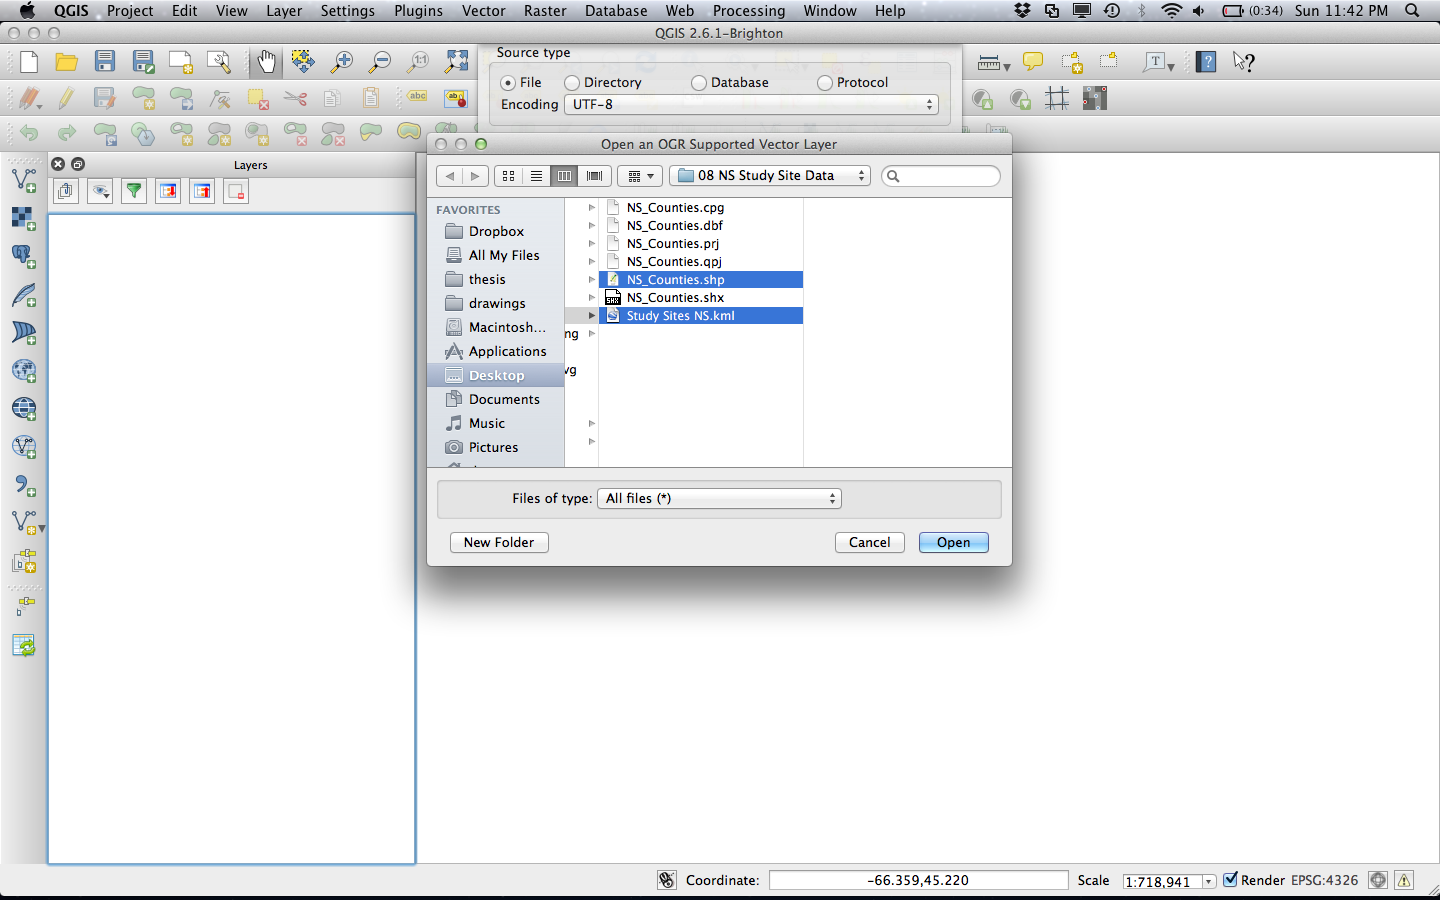 QGIS Project Edit View Layer Settings Plugins Vector Raster Database Web Processing Window Help (0:34) Sun 11:42 PM
QGIS 2.6.1-Brighton
Source type
File Directory Database Protocol
Encoding UTF-8
Open an OGR Supported Vector Layer
Layers
08 NS Study Site Data
FAVORITES
Dropbox
All My Files
thesis
drawings
Macintosh...
Applications
Desktop
Documents
Music
Pictures
ng
vg
NS_Counties.cpg
NS_Counties.dbf
NS_Counties.prj
NS_Counties.qpj
NS_Counties.shp
NS_Counties.shx
Study Sites NS.kml
Files of type: All files (*)
New Folder Cancel Open
Coordinate: -66.359,45.220 Scale 1:718,941 Render EPSG:4326